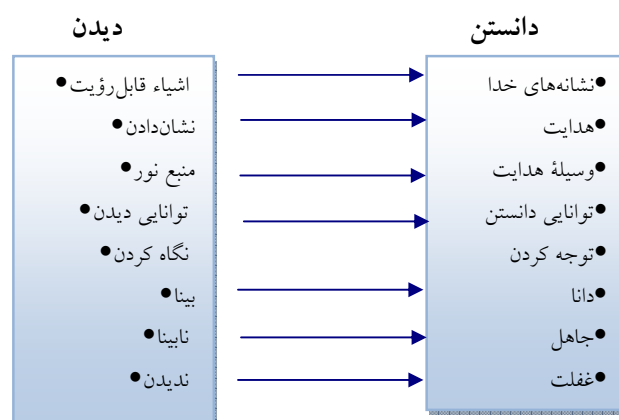 دیدن
اشیاء قابل‌رؤیت●
نشان‌دادن●
منبع نور●
توانایی دیدن●
نگاه کردن●
بینا●
نابینا●
ندیدن●
دانستن
●نشانه‌های خدا
●هدایت
●وسیلۀ هدایت
●توانایی دانستن
●توجه کردن
●دانا
●جاهل
●غفلت